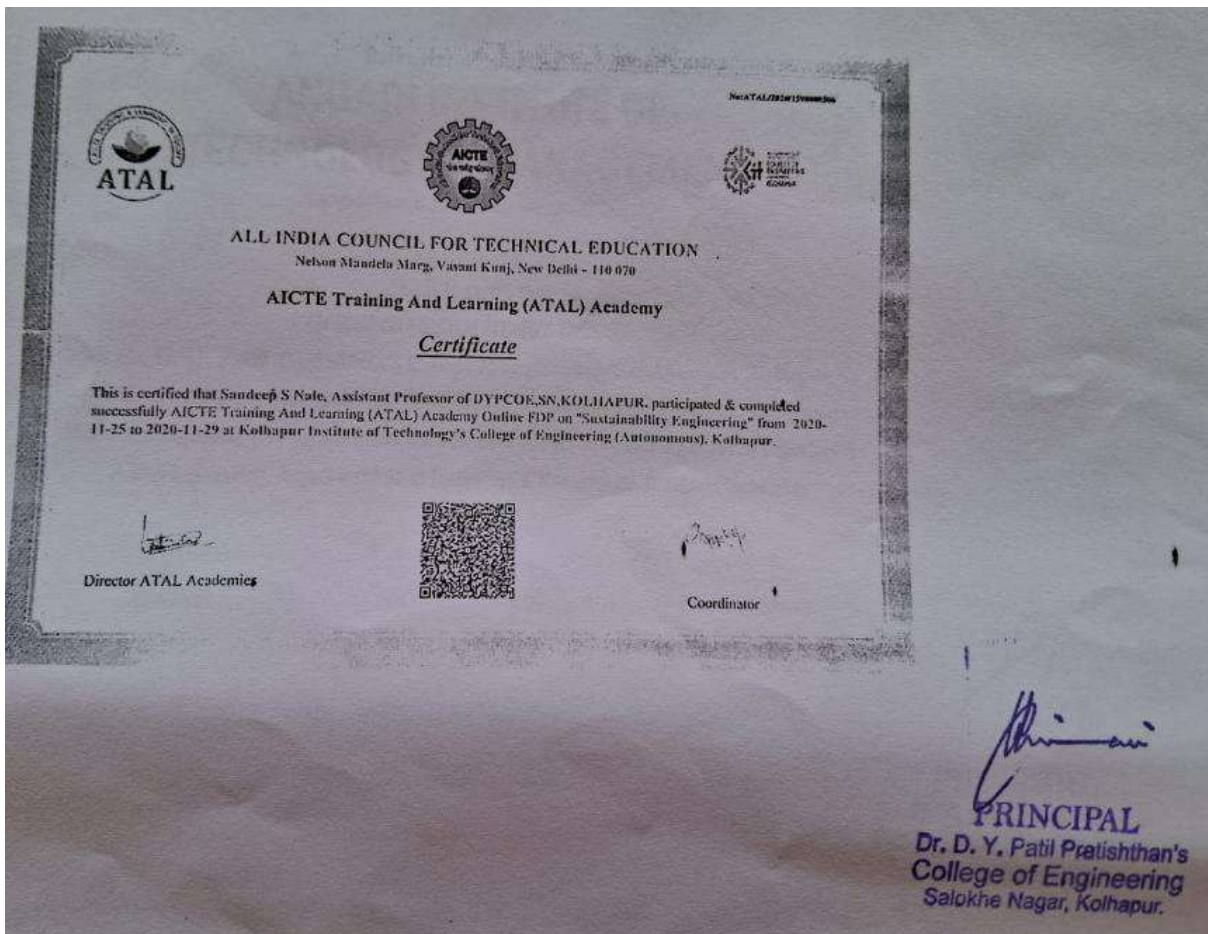 ATAL
AICTE
ALL INDIA COUNCIL FOR TECHNICAL EDUCATION
Nelson Mandela Marg, Vasant Kunj, New Delhi - 110 070
AICTE Training And Learning (ATAL) Academy
Certificate
This is certified that Sandeep S Nale, Assistant Professor of DYPCOE,SN,KOLHAPUR, participated & completed
successfully AICTE Training And Learning (ATAL) Academy Online FDP on "Sustainability Engineering" from 2020-
11-25 to 2020-11-29 at Kolhapur Institute of Technology's College of Engineering (Autonomous), Kolhapur.
Director ATAL Academies
Coordinator
PRINCIPAL
Dr. D. Y. Patil Pratishthan's
College of Engineering
Salokhe Nagar, Kolhapur.